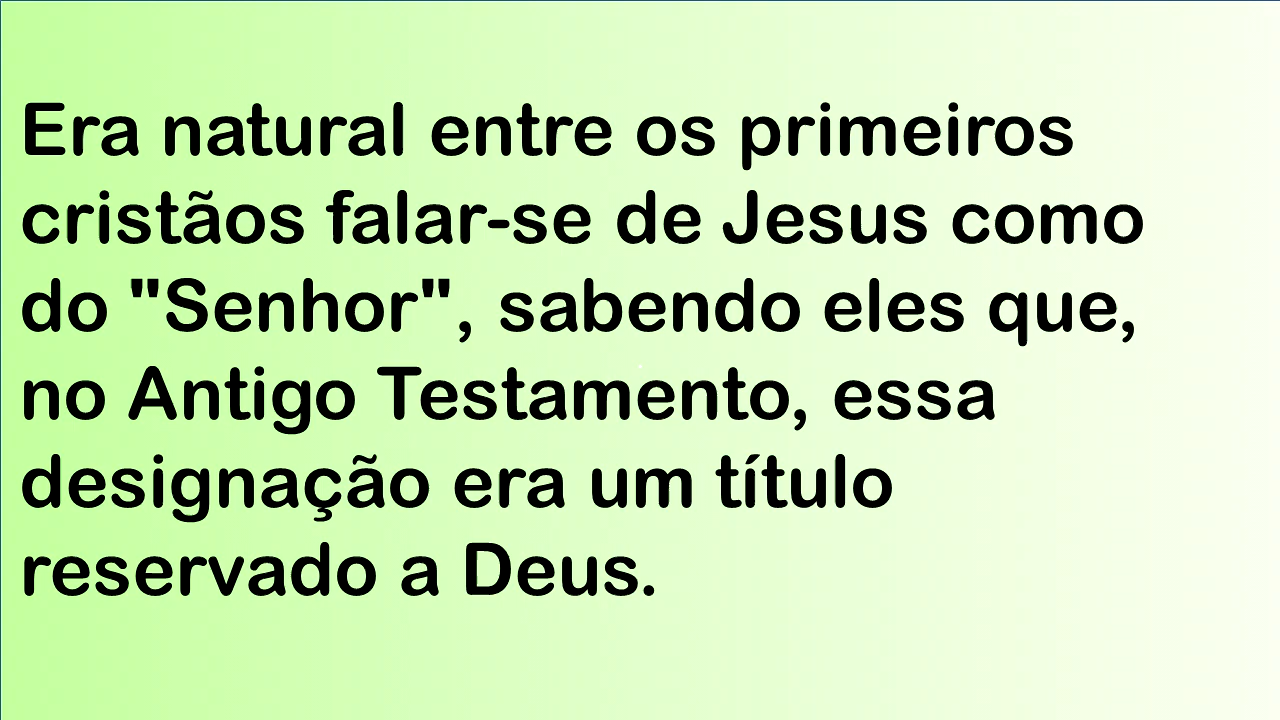 Era natural entre os primeiros
cristãos falar-se de Jesus como
do "Senhor", sabendo eles que,
no Antigo Testamento, essa
designação era um título
reservado a Deus.